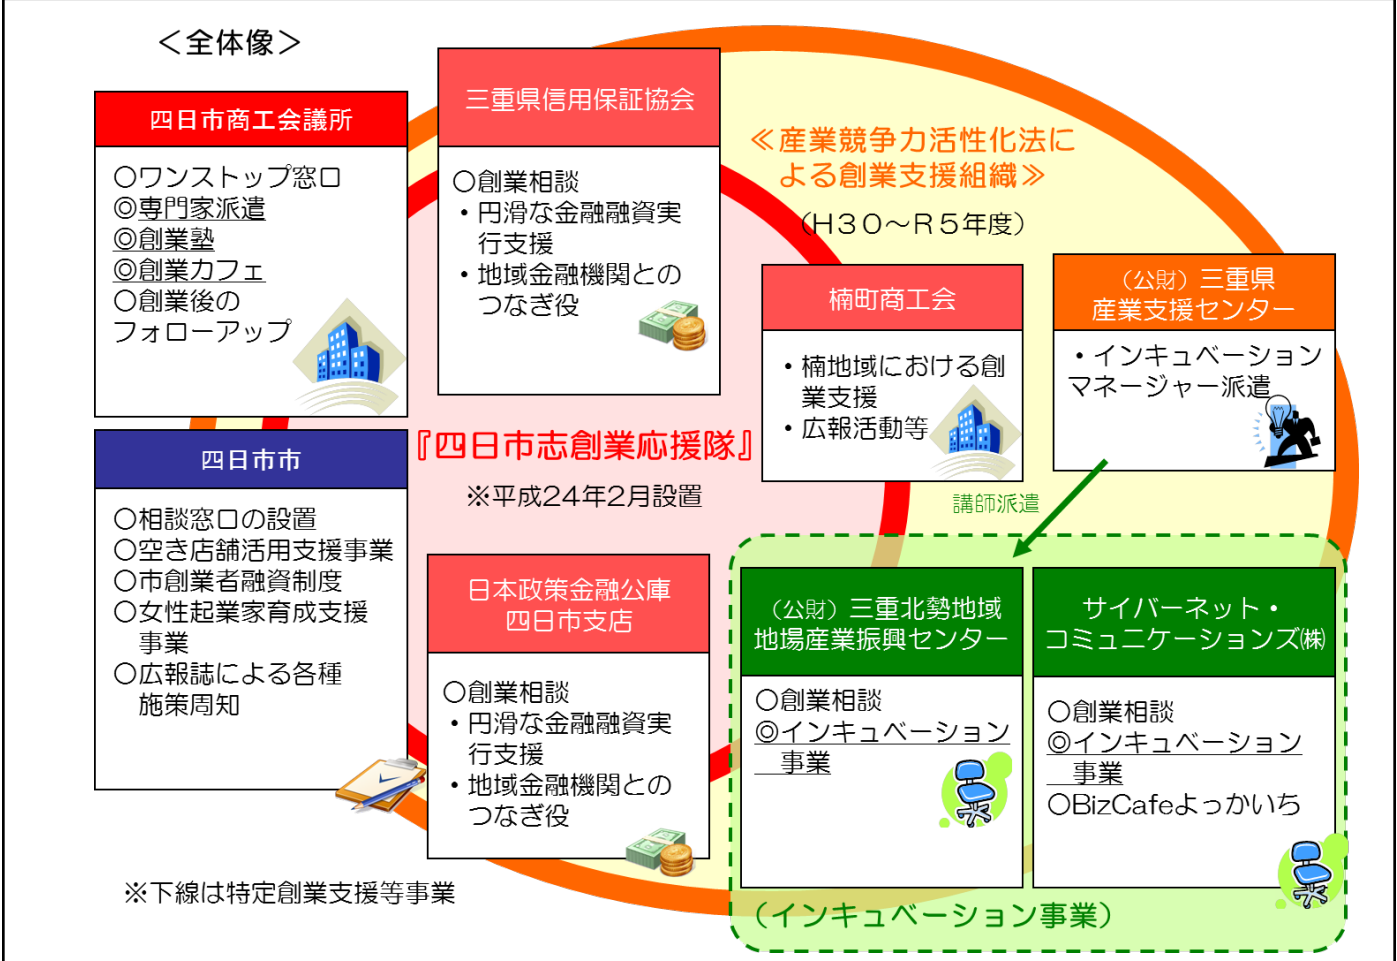 ＜全体像＞
四日市商工会議所
〇ワンストップ窓口
◎専門家派遣
◎創業塾
◎創業カフェ
〇創業後の
フォローアップ
三重県信用保証協会
〇創業相談
・円滑な金融融資実
行支援
・地域金融機関との
つなぎ役
≪産業競争力活性化法に
よる創業支援組織≫
（H３０～R５年度）
楠町商工会
・楠地域における創
業支援
・広報活動等
（公財）三重県
産業支援センター
・インキュベーション
マネージャー派遣
四日市市
〇相談窓口の設置
〇空き店舗活用支援事業
〇市創業者融資制度
〇女性起業家育成支援
事業
〇広報誌による各種
施策周知
『四日市志創業応援隊』
※平成24年2月設置
講師派遣
日本政策金融公庫
四日市支店
〇創業相談
・円滑な金融融資実
行支援
・地域金融機関との
つなぎ役
（公財）三重北勢地域
地場産業振興センター
〇創業相談
◎インキュベーション
事業
サイバーネット・
コミュニケーションズ㈱
〇創業相談
◎インキュベーション
事業
〇BizCafeよっかいち
（インキュベーション事業）
※下線は特定創業支援等事業